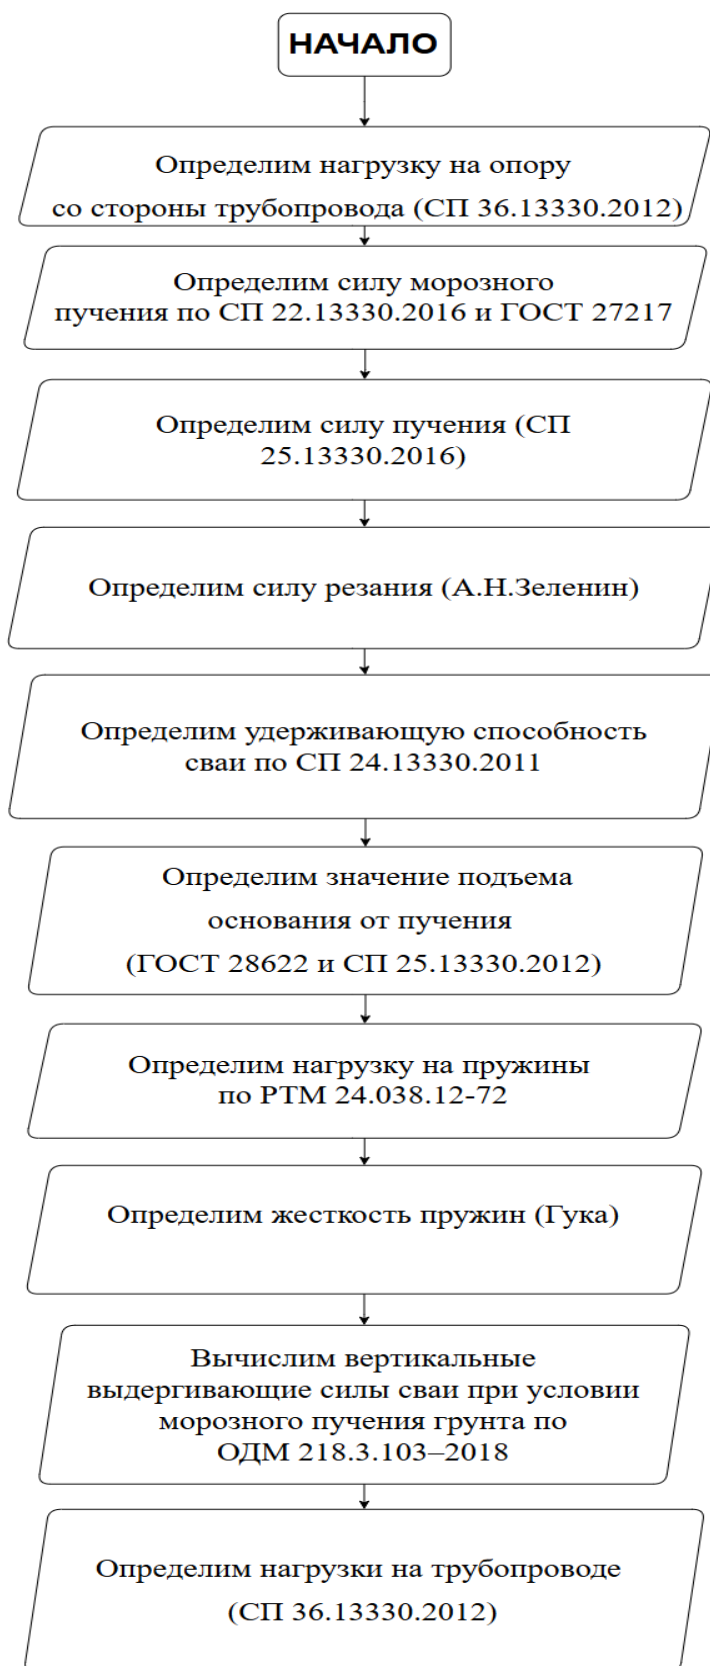 НАЧАЛО
Определим нагрузку на опору
со стороны трубопровода (СП 36.13330.2012)
Определим силу морозного
пучения по СП 22.13330.2016 и ГОСТ 27217
Определим силу пучения (СП
25.13330.2016)
Определим силу резания (А.Н.Зеленин)
Определим удерживающую способность
сваи по СП 24.13330.2011
Определим значение подъема
основания от пучения
(ГОСТ 28622 и СП 25.13330.2012)
Определим нагрузку на пружины
по РТМ 24.038.12-72
Определим жесткость пружин (Гука)
Вычислим вертикальные
выдергивающие силы сваи при условии
морозного пучения грунта по
ОДМ 218.3.103–2018
Определим нагрузки на трубопроводе
(СП 36.13330.2012)